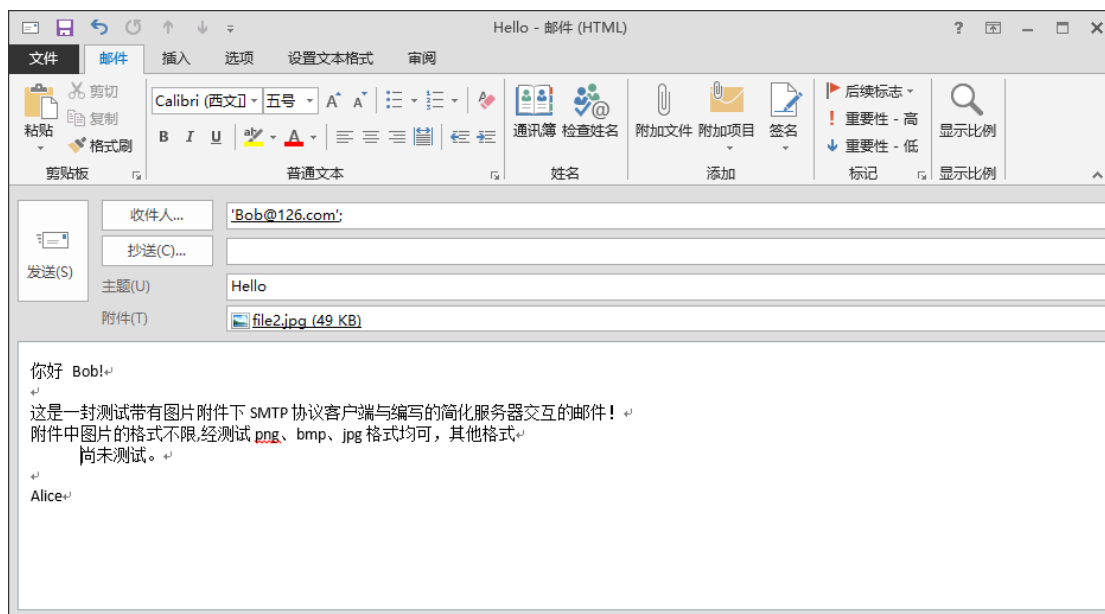 Hello - 邮件 (HTML)
?
文件 邮件 插入 选项 设置文本格式 审阅
粘贴
剪切
复制
格式刷
剪贴板
Calibri (西文正 五号 A A
B I U ab A
普通文本
通讯簿 检查姓名
姓名
附加文件 附加项目 签名
添加
后续标志
! 重要性 - 高
重要性 - 低
标记
显示比例
显示比例
发送(S)
收件人... 'Bob@126.com';
抄送(C)...
主题(U) Hello
附件(T) file2.jpg (49 KB)
你好 Bob!
这是一封测试带有图片附件下 SMTP 协议客户端与编写的简化服务器交互的邮件!
附件中图片的格式不限,经测试 png、bmp、jpg 格式均可，其他格式
尚未测试。
Alice